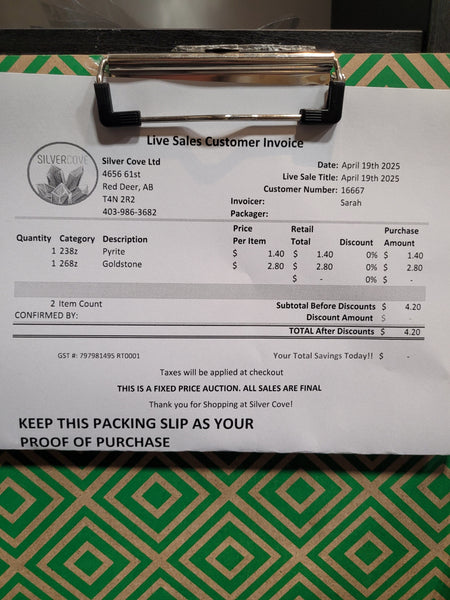 Live Sales Customer Invoice
SILVERCOVE
Silver Cove Ltd
4656 61st
Red Deer, AB
T4N 2R2
403-986-3682
Date: April 19th 2025
Live Sale Title: April 19th 2025
Customer Number: 16667
Invoicer: Sarah
Packager:
Quantity Category Description Price Per Item Retail Total Discount Purchase Amount
1 238z Pyrite $ 1.40 $ 1.40 0% $ 1.40
1 268z Goldstone $ 2.80 $ 2.80 0% $ 2.80
$ - 0% $ -
2 Item Count Subtotal Before Discounts $ 4.20
CONFIRMED BY: Discount Amount $ -
TOTAL After Discounts $ 4.20
GST #: 797981495 RT0001 Your Total Savings Today!! $ -
Taxes will be applied at checkout
THIS IS A FIXED PRICE AUCTION. ALL SALES ARE FINAL
Thank you for Shopping at Silver Cove!
KEEP THIS PACKING SLIP AS YOUR
PROOF OF PURCHASE